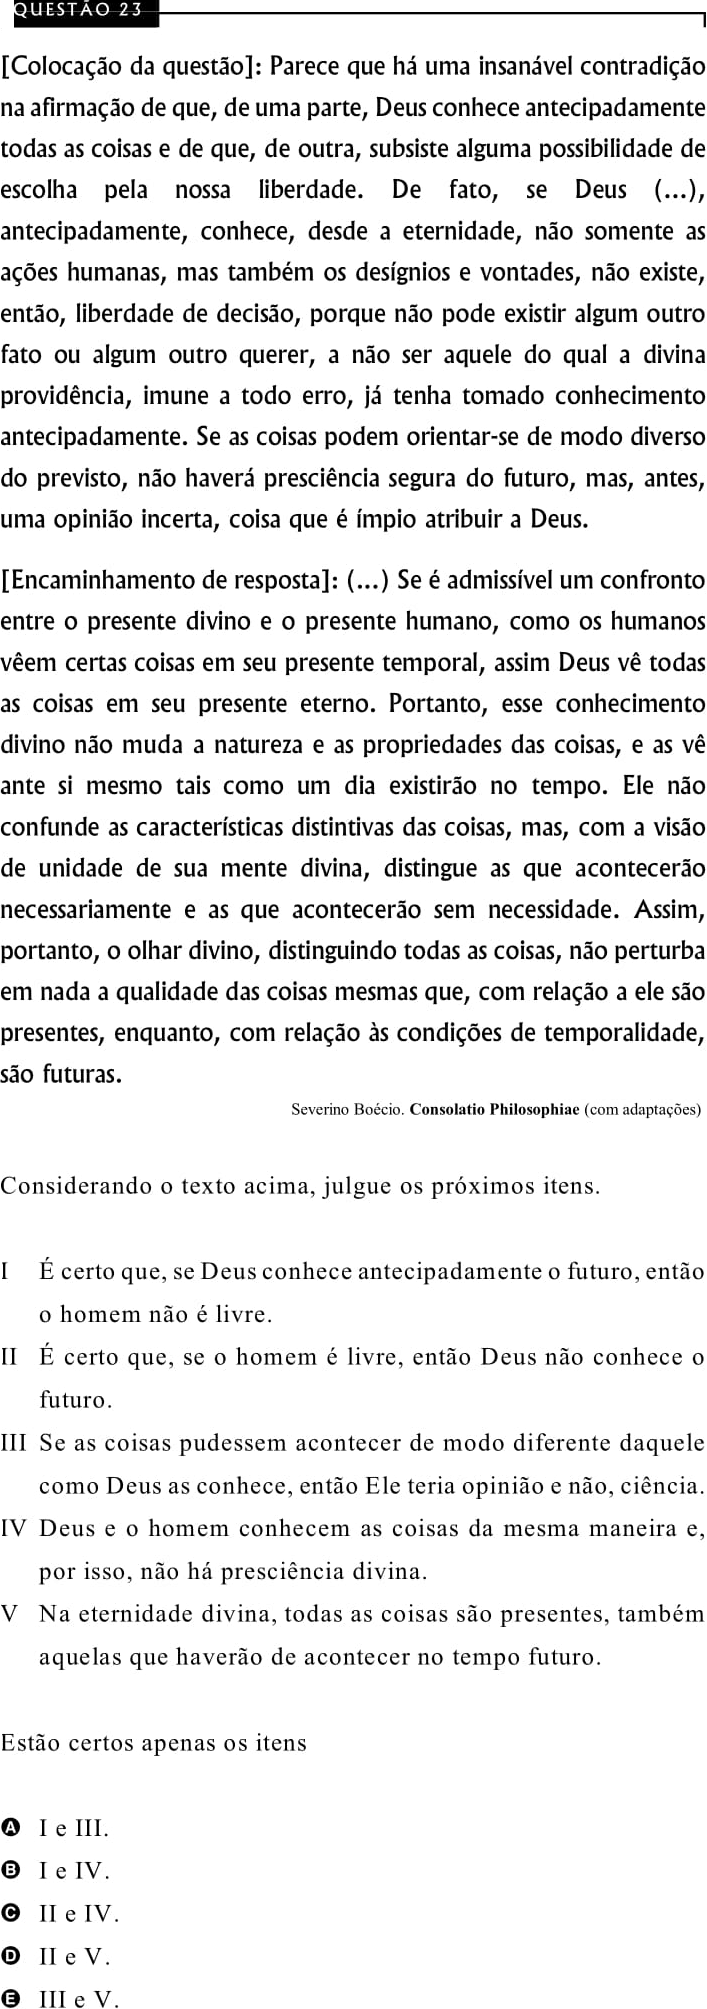 QUESTÃO 23
[Colocação da questão]: Parece que há uma insanável contradição
na afirmação de que, de uma parte, Deus conhece antecipadamente
todas as coisas e de que, de outra, subsiste alguma possibilidade de
escolha pela nossa liberdade. De fato, se Deus (...),
antecipadamente, conhece, desde a eternidade, não somente as
ações humanas, mas também os desígnios e vontades, não existe,
então, liberdade de decisão, porque não pode existir algum outro
fato ou algum outro querer, a não ser aquele do qual a divina
providência, imune a todo erro, já tenha tomado conhecimento
antecipadamente. Se as coisas podem orientar-se de modo diverso
do previsto, não haverá presciência segura do futuro, mas, antes,
uma opinião incerta, coisa que é ímpio atribuir a Deus.
[Encaminhamento de resposta]: (...) Se é admissível um confronto
entre o presente divino e o presente humano, como os humanos
vêem certas coisas em seu presente temporal, assim Deus vê todas
as coisas em seu presente eterno. Portanto, esse conhecimento
divino não muda a natureza e as propriedades das coisas, e as vê
ante si mesmo tais como um dia existirão no tempo. Ele não
confunde as características distintivas das coisas, mas, com a visão
de unidade de sua mente divina, distingue as que acontecerão
necessariamente e as que acontecerão sem necessidade. Assim,
portanto, o olhar divino, distinguindo todas as coisas, não perturba
em nada a qualidade das coisas mesmas que, com relação a ele são
presentes, enquanto, com relação às condições de temporalidade,
são futuras.
Severino Boécio. Consolatio Philosophiae (com adaptações)
Considerando o texto acima, julgue os próximos itens.
I É certo que, se Deus conhece antecipadamente o futuro, então
o homem não é livre.
II É certo que, se o homem é livre, então Deus não conhece o
futuro.
III Se as coisas pudessem acontecer de modo diferente daquele
como Deus as conhece, então Ele teria opinião e não, ciência.
IV Deus e o homem conhecem as coisas da mesma maneira e,
por isso, não há presciência divina.
V Na eternidade divina, todas as coisas são presentes, também
aquelas que haverão de acontecer no tempo futuro.
Estão certos apenas os itens
A I e III.
B I e IV.
C II e IV.
D II e V.
E III e V.